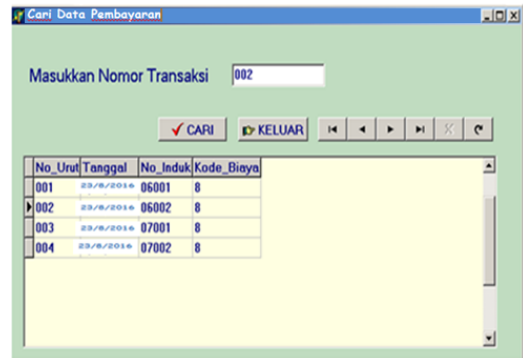 Cari Data Pembayaran
Masukkan Nomor Transaksi 002
CARI KELUAR
No_Urut Tanggal No_Induk Kode_Biaya
001 23/8/2016 06001 8
002 23/8/2016 06002 8
003 23/8/2016 07001 8
004 23/8/2016 07002 8